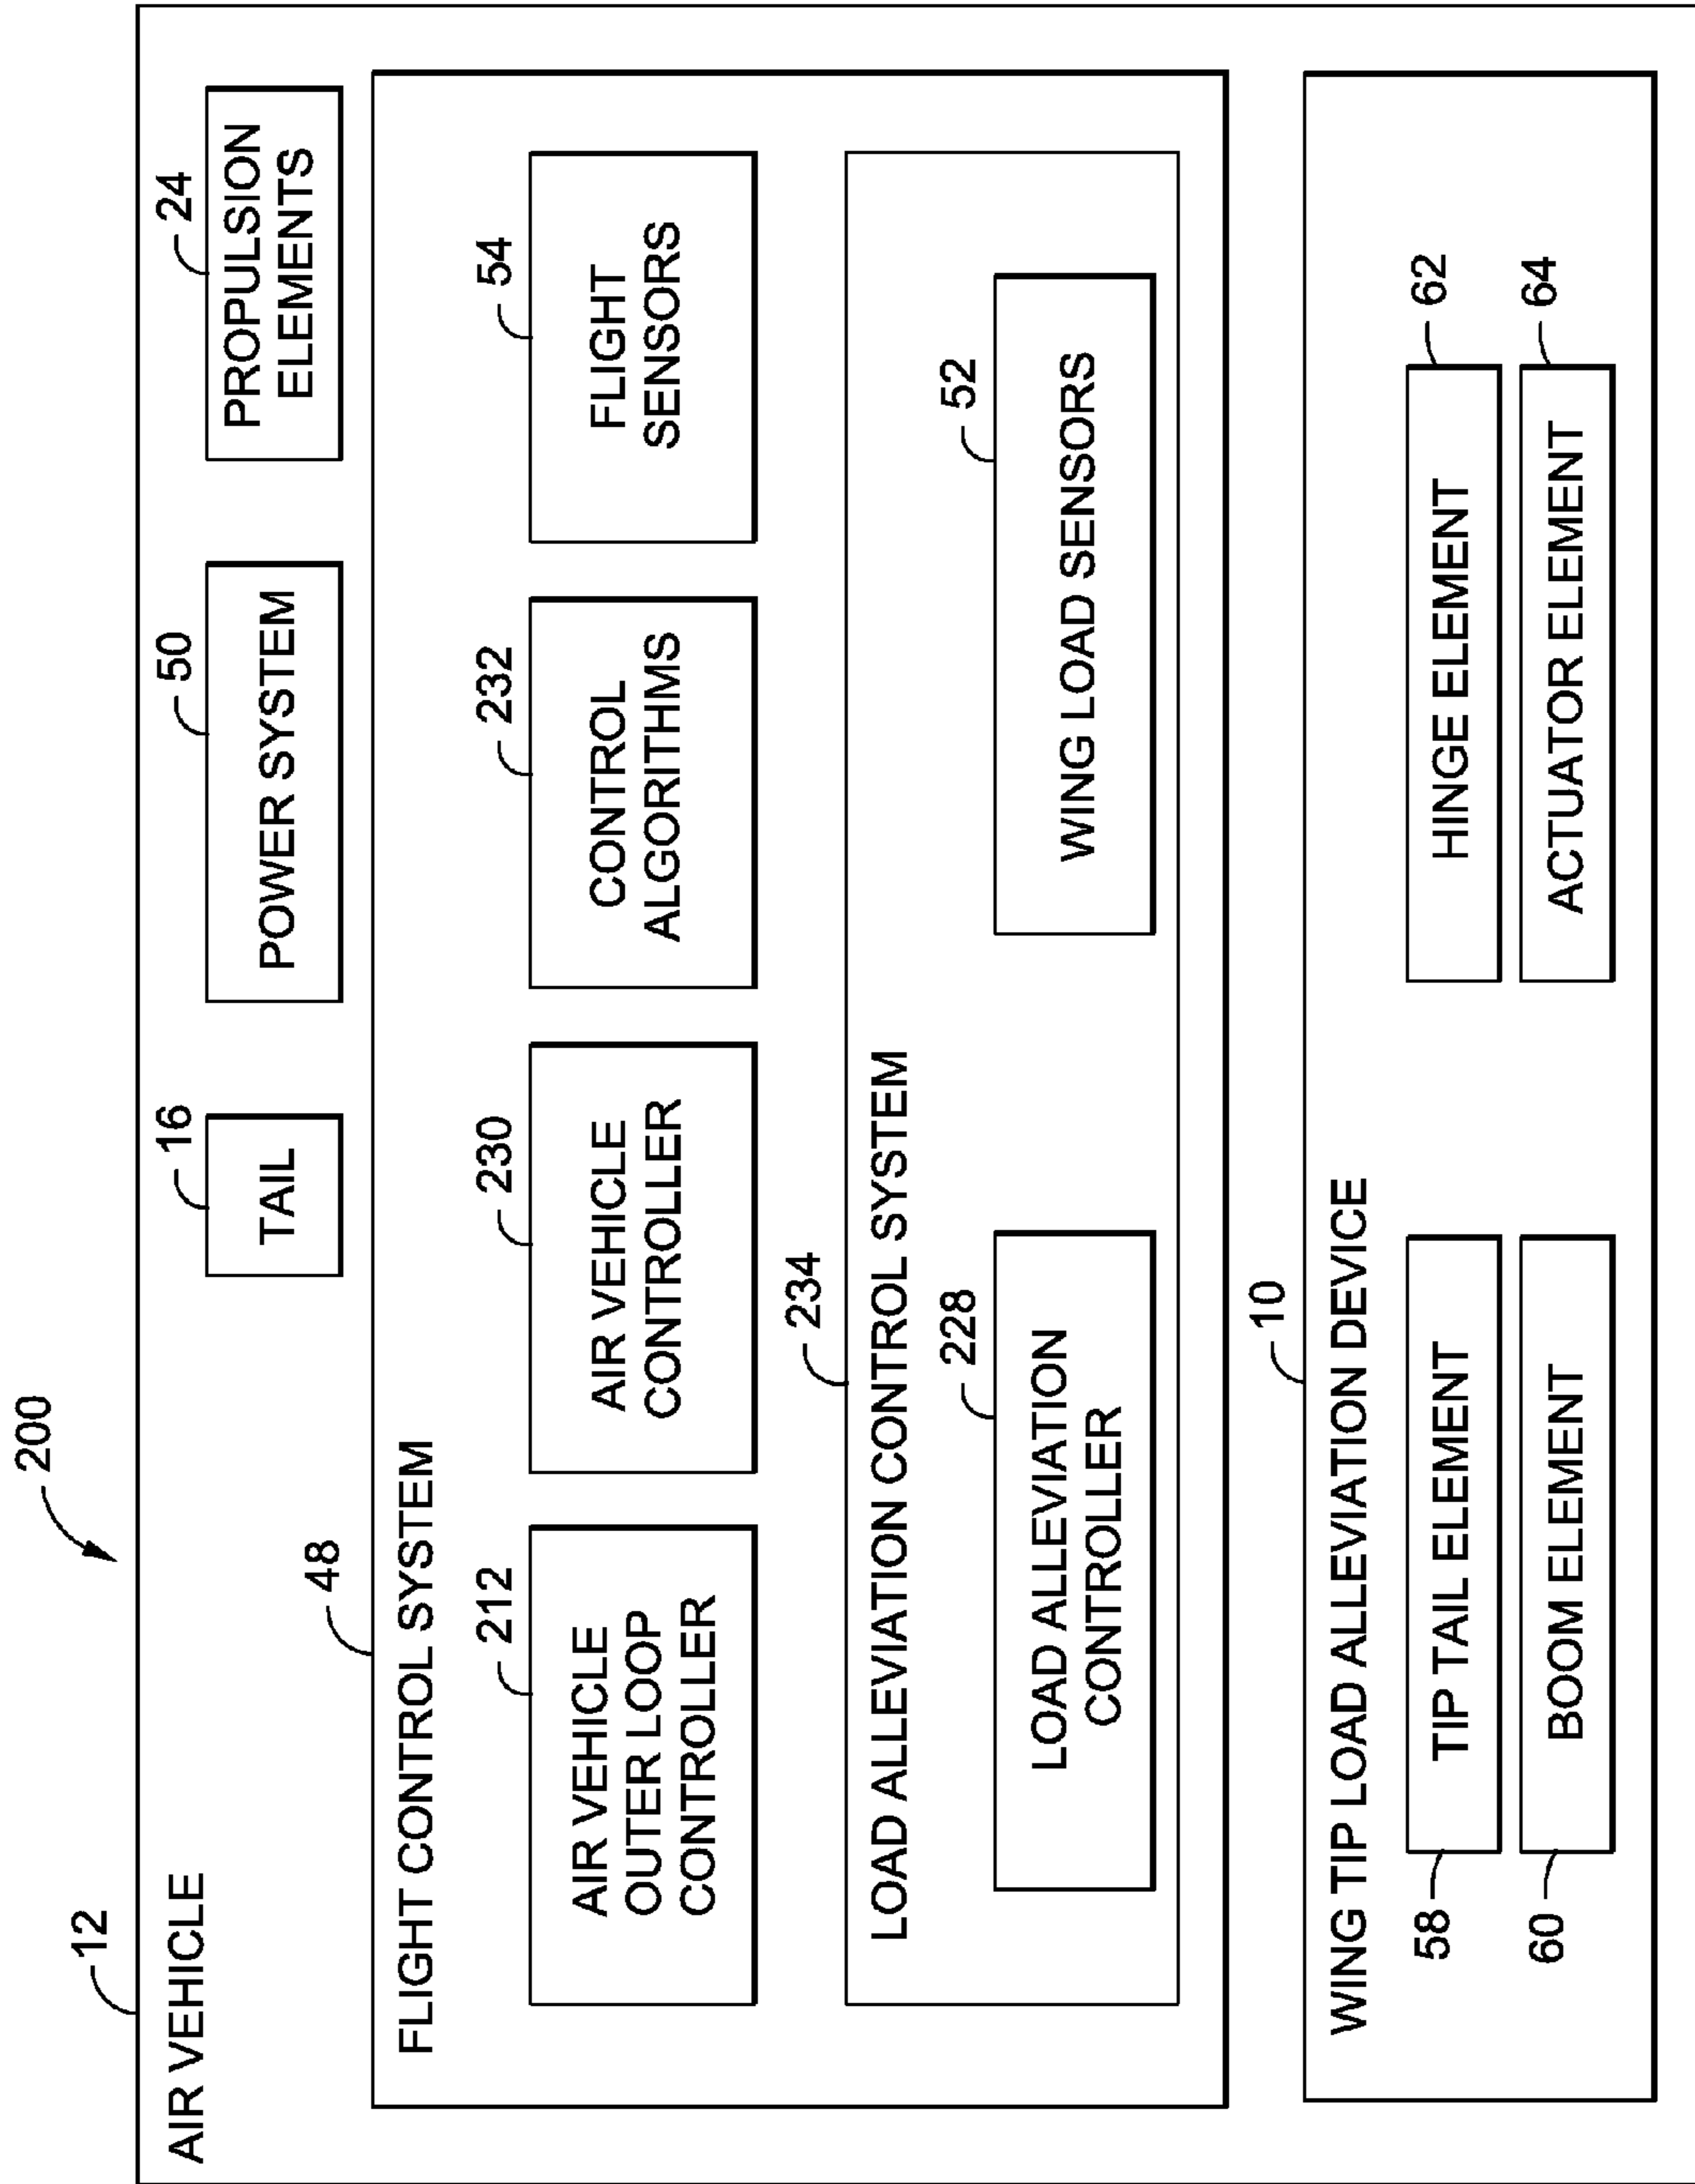 200
12
AIR VEHICLE
16
TAIL
50
POWER SYSTEM
24
PROPULSION
ELEMENTS
48
FLIGHT CONTROL SYSTEM
212
AIR VEHICLE
OUTER LOOP
CONTROLLER
230
AIR VEHICLE
CONTROLLER
232
CONTROL
ALGORITHMS
54
FLIGHT
SENSORS
234
LOAD ALLEVIATION CONTROL SYSTEM
228
LOAD ALLEVIATION
CONTROLLER
52
WING LOAD SENSORS
10
WING TIP LOAD ALLEVIATION DEVICE
58
TIP TAIL ELEMENT
60
BOOM ELEMENT
HINGE ELEMENT
62
ACTUATOR ELEMENT
64